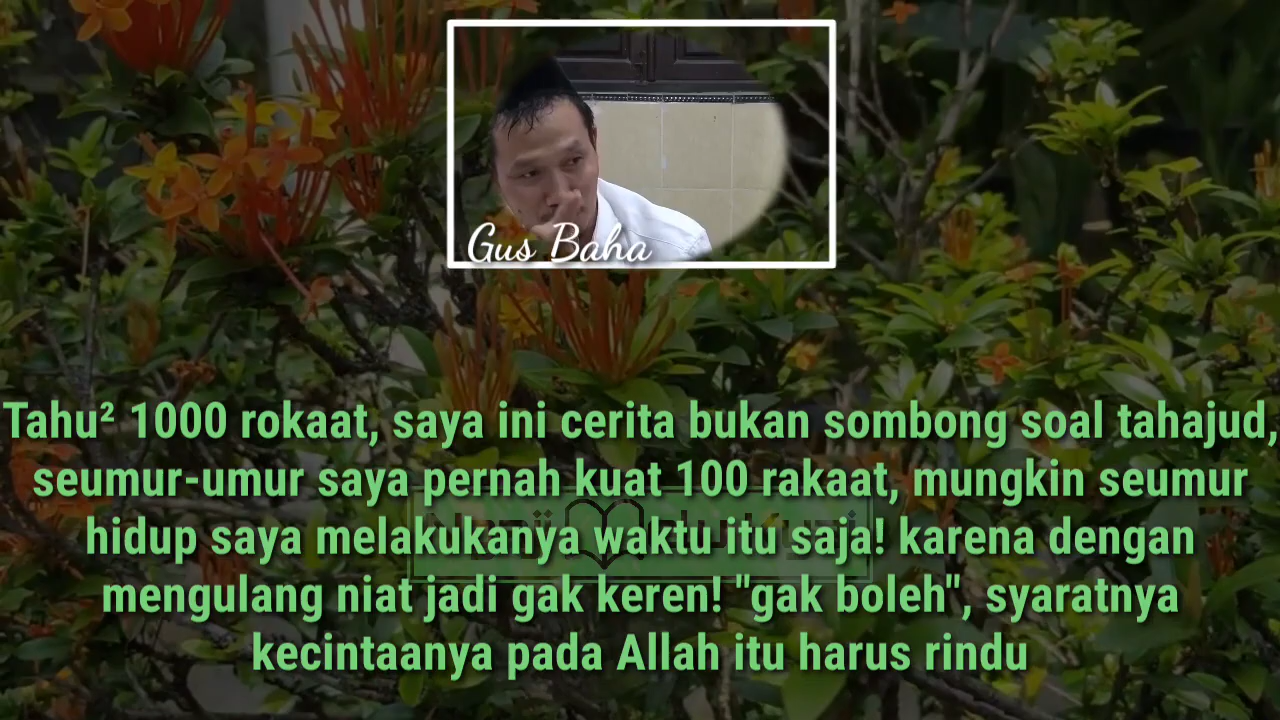 Gus Baha
Tahu² 1000 rokaat, saya ini cerita bukan sombong soal tahajud,
seumur-umur saya pernah kuat 100 rakaat, mungkin seumur
hidup saya melakukanya waktu itu saja! karena dengan
mengulang niat jadi gak keren! "gak boleh", syaratnya
kecintaanya pada Allah itu harus rindu